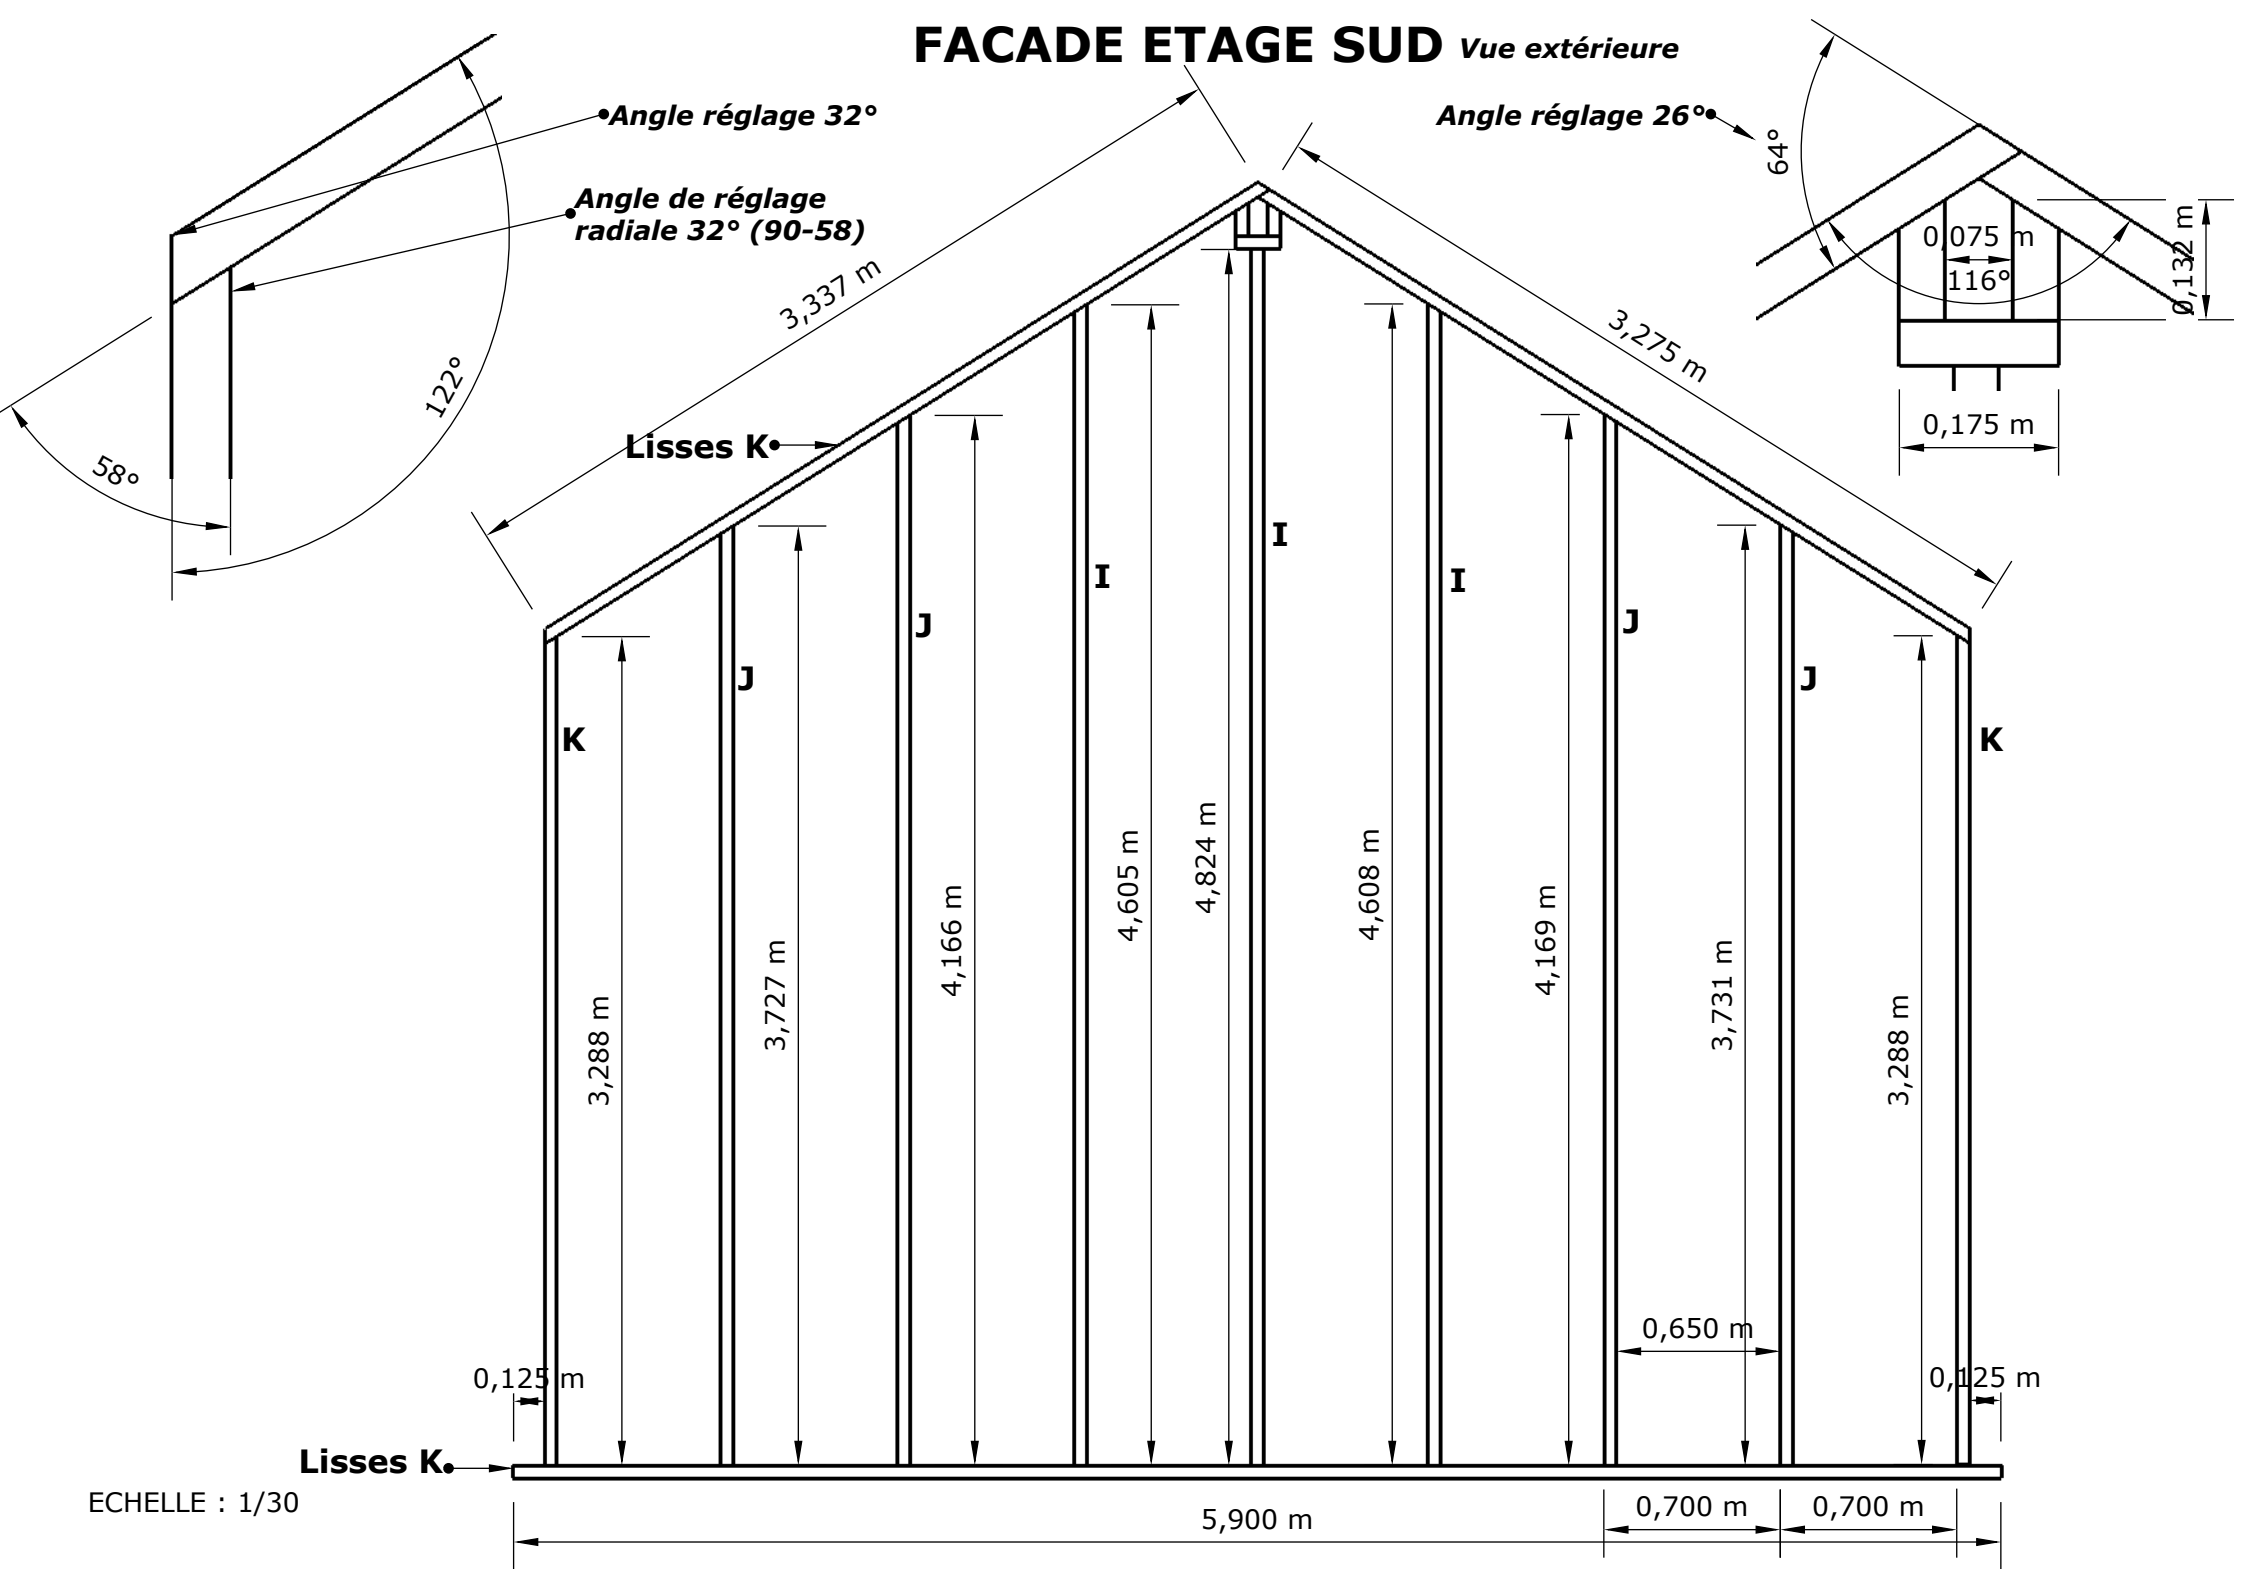 FACADE ETAGE SUD Vue extérieure
Angle réglage 32°
Angle réglage 26°
64°
Angle de réglage
radiale 32° (90-58)
0,075 m
0,132 m
116°
3,337 m
3,275 m
122°
0,175 m
Lisses K
58°
I
I
I
J
J
J
J
K
K
4,605 m
4,824 m
4,608 m
4,166 m
4,169 m
3,727 m
3,731 m
3,288 m
3,288 m
0,650 m
0,125 m
0,125 m
Lisses K
ECHELLE : 1/30
5,900 m
0,700 m
0,700 m